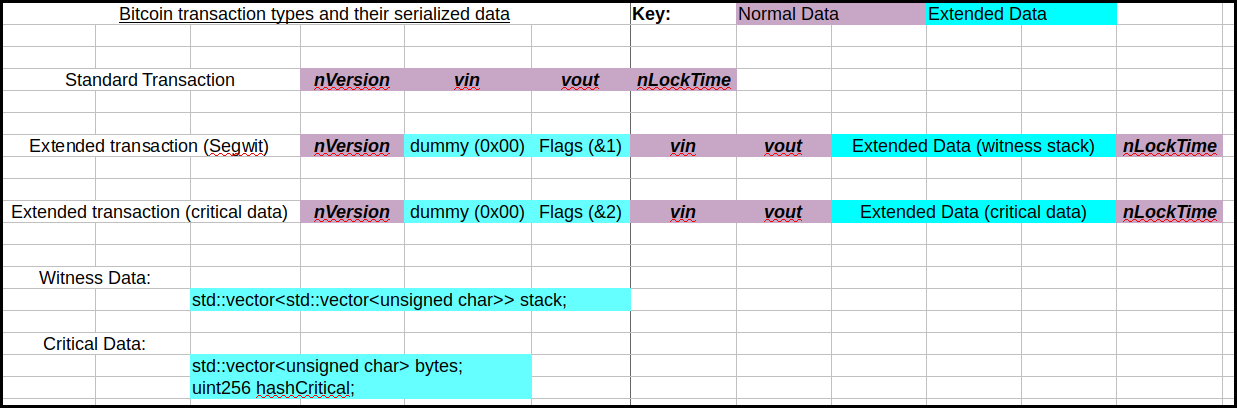 Bitcoin transaction types and their serialized data Key: Normal Data Extended Data
Standard Transaction nVersion vin vout nLockTime
Extended transaction (Segwit) nVersion dummy (0x00) Flags (&1) vin vout Extended Data (witness stack) nLockTime
Extended transaction (critical data) nVersion dummy (0x00) Flags (&2) vin vout Extended Data (critical data) nLockTime
Witness Data:
std::vector<std::vector<unsigned char>> stack;
Critical Data:
std::vector<unsigned char> bytes;
uint256 hashCritical;